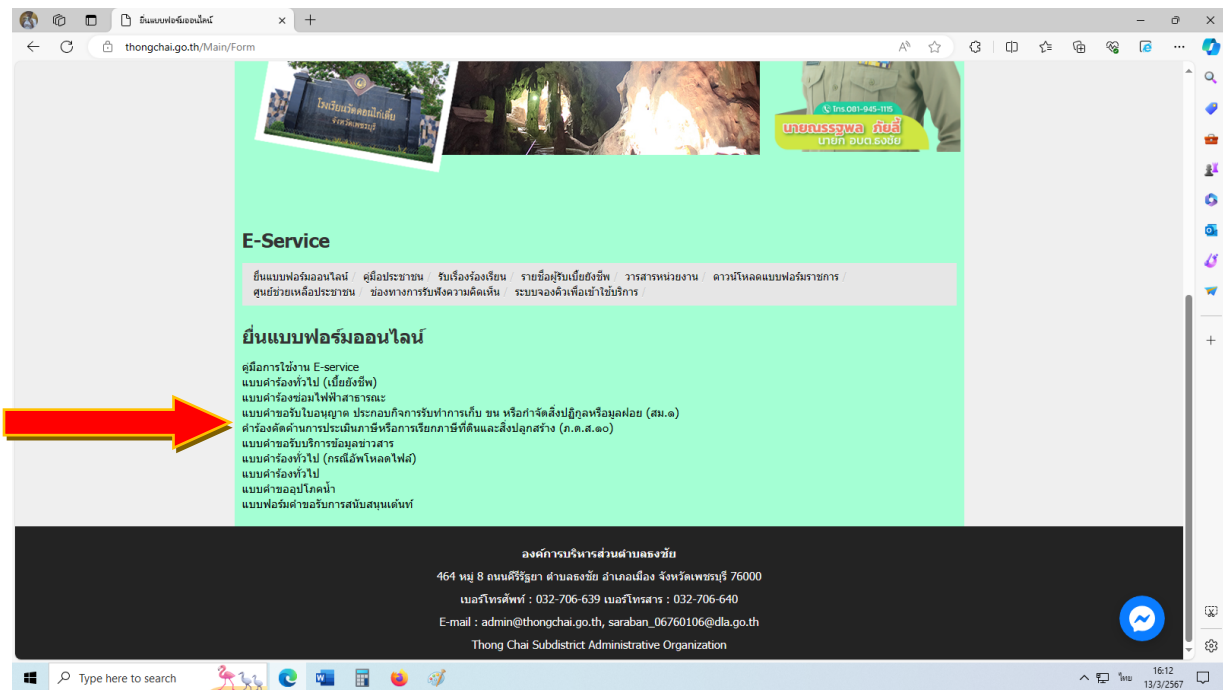 ยื่นแบบฟอร์มออนไลน์
thongchai.go.th/Main/Form
โรงเรียนวัดดอนไก่เตี้ย
จังหวัดเพชรบุรี
โทร.081-945-1115
นายณรรฐพล ภัยลี้
นายก อบต.ธงชัย
E-Service
ยื่นแบบฟอร์มออนไลน์ / คู่มือประชาชน / รับเรื่องร้องเรียน / รายชื่อผู้รับเบี้ยยังชีพ / วารสารหน่วยงาน / ดาวน์โหลดแบบฟอร์มราชการ /
ศูนย์ช่วยเหลือประชาชน / ช่องทางการรับฟังความคิดเห็น / ระบบจองคิวเพื่อเข้าใช้บริการ /
ยื่นแบบฟอร์มออนไลน์
คู่มือการใช้งาน E-service
แบบคำร้องทั่วไป (เบี้ยยังชีพ)
แบบคำร้องซ่อมไฟฟ้าสาธารณะ
แบบคำขอรับใบอนุญาต ประกอบกิจการรับทำการเก็บ ขน หรือกำจัดสิ่งปฏิกูลหรือมูลฝอย (สม.๑)
คำร้องคัดค้านการประเมินภาษีหรือการเรียกภาษีที่ดินและสิ่งปลูกสร้าง (ภ.ด.ส.๑๐)
แบบคำขอรับบริการข้อมูลข่าวสาร
แบบคำร้องทั่วไป (กรณีอัพโหลดไฟล์)
แบบคำร้องทั่วไป
แบบคำขออุปโภคน้ำ
แบบฟอร์มคำขอรับการสนับสนุนเต้นท์
องค์การบริหารส่วนตำบลธงชัย
464 หมู่ 8 ถนนคีรีรัฐยา ตำบลธงชัย อำเภอเมือง จังหวัดเพชรบุรี 76000
เบอร์โทรศัพท์ : 032-706-639 เบอร์โทรสาร : 032-706-640
E-mail : admin@thongchai.go.th, saraban_06760106@dla.go.th
Thong Chai Subdistrict Administrative Organization
Type here to search
ไทย
16:12
13/3/2567